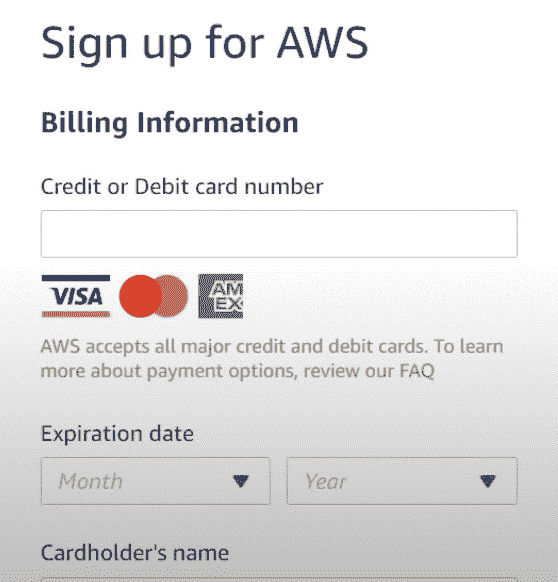 Sign up for AWS
Billing Information
Credit or Debit card number
VISA AM
EX
AWS accepts all major credit and debit cards. To learn
more about payment options, review our FAQ
Expiration date
Month Year
Cardholder's name